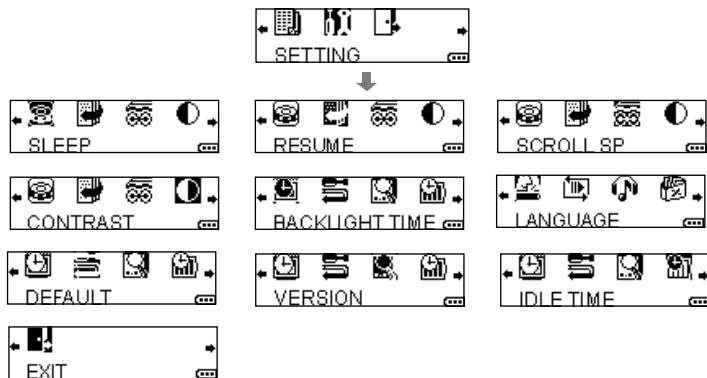 SETTING
SLEEP
RESUME
SCROLL SP
CONTRAST
BACKLIGHT TIME
LANGUAGE
DEFAULT
VERSION
IDLE TIME
EXIT